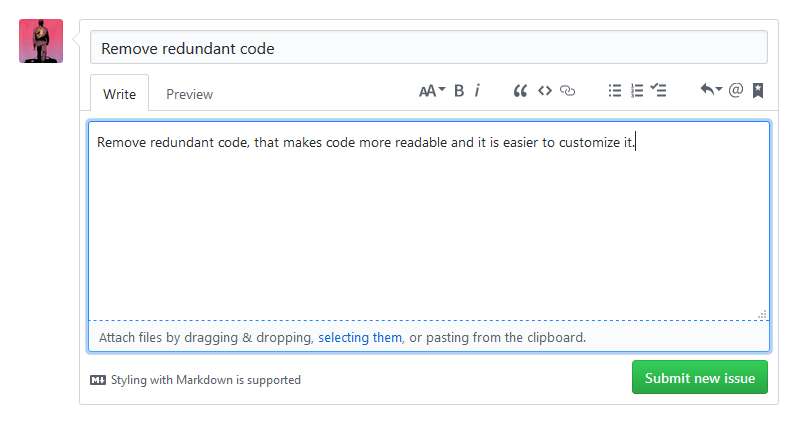 Remove redundant code
Write Preview AA B i @
Remove redundant code, that makes code more readable and it is easier to customize it.
Attach files by dragging & dropping, selecting them, or pasting from the clipboard.
Styling with Markdown is supported
Submit new issue